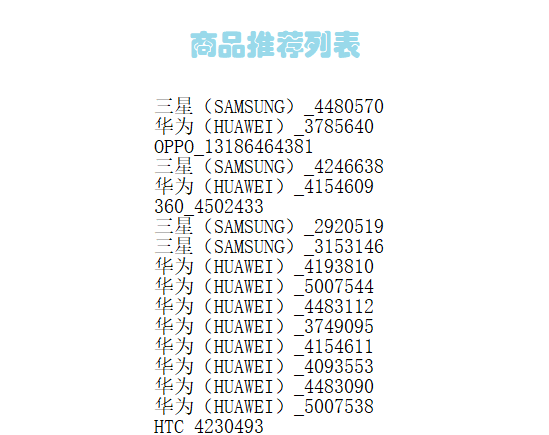 商品推荐列表
三星（SAMSUNG）_4480570
华为（HUAWEI）_3785640
OPPO_13186464381
三星（SAMSUNG）_4246638
华为（HUAWEI）_4154609
360_4502433
三星（SAMSUNG）_2920519
三星（SAMSUNG）_3153146
华为（HUAWEI）_4193810
华为（HUAWEI）_5007544
华为（HUAWEI）_4483112
华为（HUAWEI）_3749095
华为（HUAWEI）_4154611
华为（HUAWEI）_4093553
华为（HUAWEI）_4483090
华为（HUAWEI）_5007538
HTC_4230493